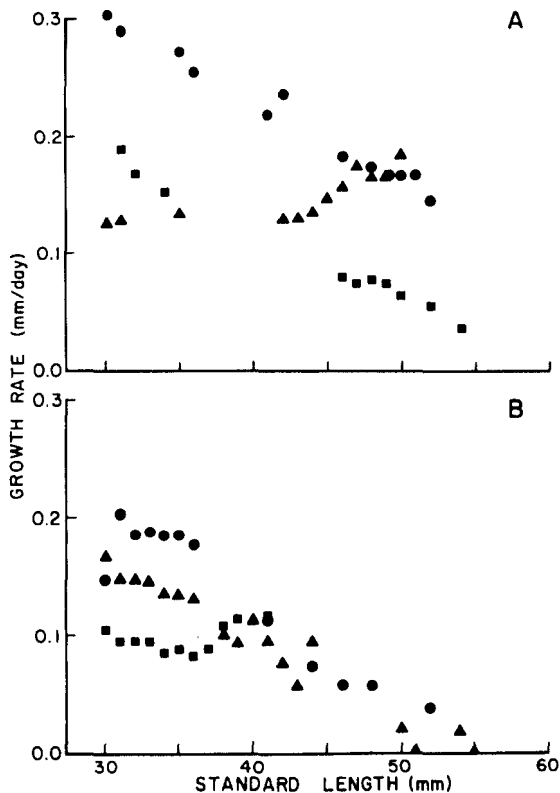 A
0.3
0.2
0.1
0.0
GROWTH RATE (mm/day)
B
0.3
0.2
0.1
0.0
30 40 50 60
STANDARD LENGTH (mm)